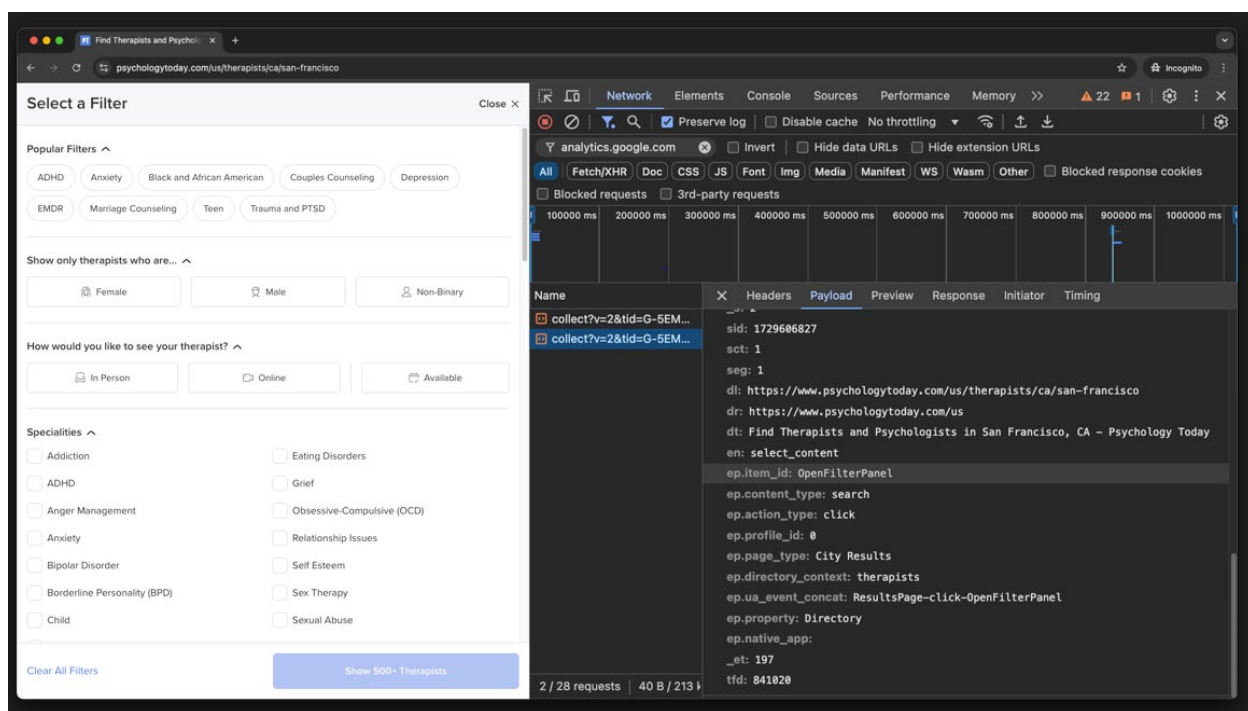 Find Therapists and Psycholo
psychologytoday.com/us/therapists/ca/san-francisco
Incognito
Select a Filter
Close ×
Popular Filters
ADHD Anxiety Black and African American Couples Counseling Depression
EMDR Marriage Counseling Teen Trauma and PTSD
Show only therapists who are...
Female Male Non-Binary
How would you like to see your therapist?
In Person Online Available
Specialities
Addiction Eating Disorders
ADHD Grief
Anger Management Obsessive-Compulsive (OCD)
Anxiety Relationship Issues
Bipolar Disorder Self Esteem
Borderline Personality (BPD) Sex Therapy
Child Sexual Abuse
Clear All Filters Show 500+ Therapists
Network Elements Console Sources Performance Memory 22 1
Preserve log Disable cache No throttling
analytics.google.com Invert Hide data URLs Hide extension URLs
All Fetch/XHR Doc CSS JS Font Img Media Manifest WS Wasm Other Blocked response cookies
Blocked requests 3rd-party requests
100000 ms 200000 ms 300000 ms 400000 ms 500000 ms 600000 ms 700000 ms 800000 ms 900000 ms 1000000 ms
Name Headers Payload Preview Response Initiator Timing
collect?v=2&tid=G-5EM...
collect?v=2&tid=G-5EM...
sid: 1729606827
sct: 1
seg: 1
dl: https://www.psychologytoday.com/us/therapists/ca/san-francisco
dr: https://www.psychologytoday.com/us
dt: Find Therapists and Psychologists in San Francisco, CA - Psychology Today
en: select_content
ep.item_id: OpenFilterPanel
ep.content_type: search
ep.action_type: click
ep.profile_id: 0
ep.page_type: City Results
ep.directory_context: therapists
ep.ua_event_concat: ResultsPage-click-OpenFilterPanel
ep.property: Directory
ep.native_app:
_et: 197
tfd: 841020
2 / 28 requests 40 B / 213